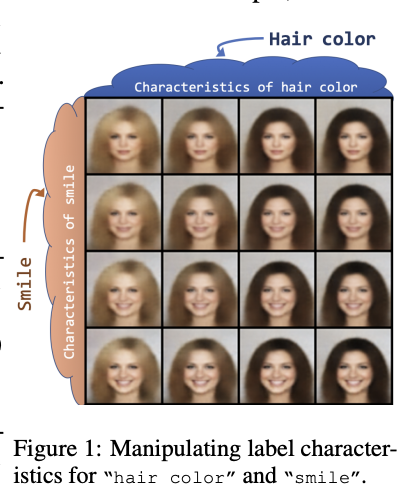 Hair color
Characteristics of hair color
Characteristics of smile
Smile
Figure 1: Manipulating label character-
istics for "hair color" and "smile".